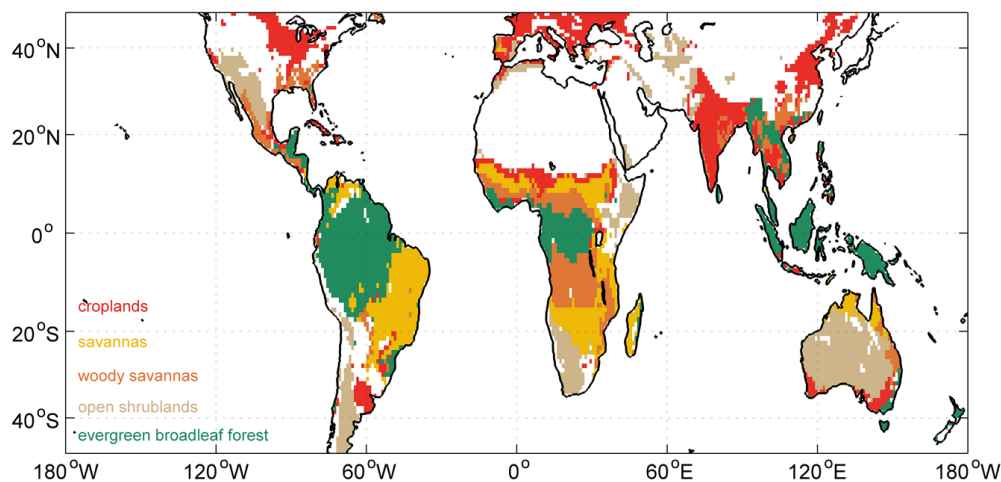 40°N
20°N
0°
20°S
40°S
croplands
savannas
woody savannas
open shrublands
evergreen broadleaf forest
180°W 120°W 60°W 0° 60°E 120°E 180°W